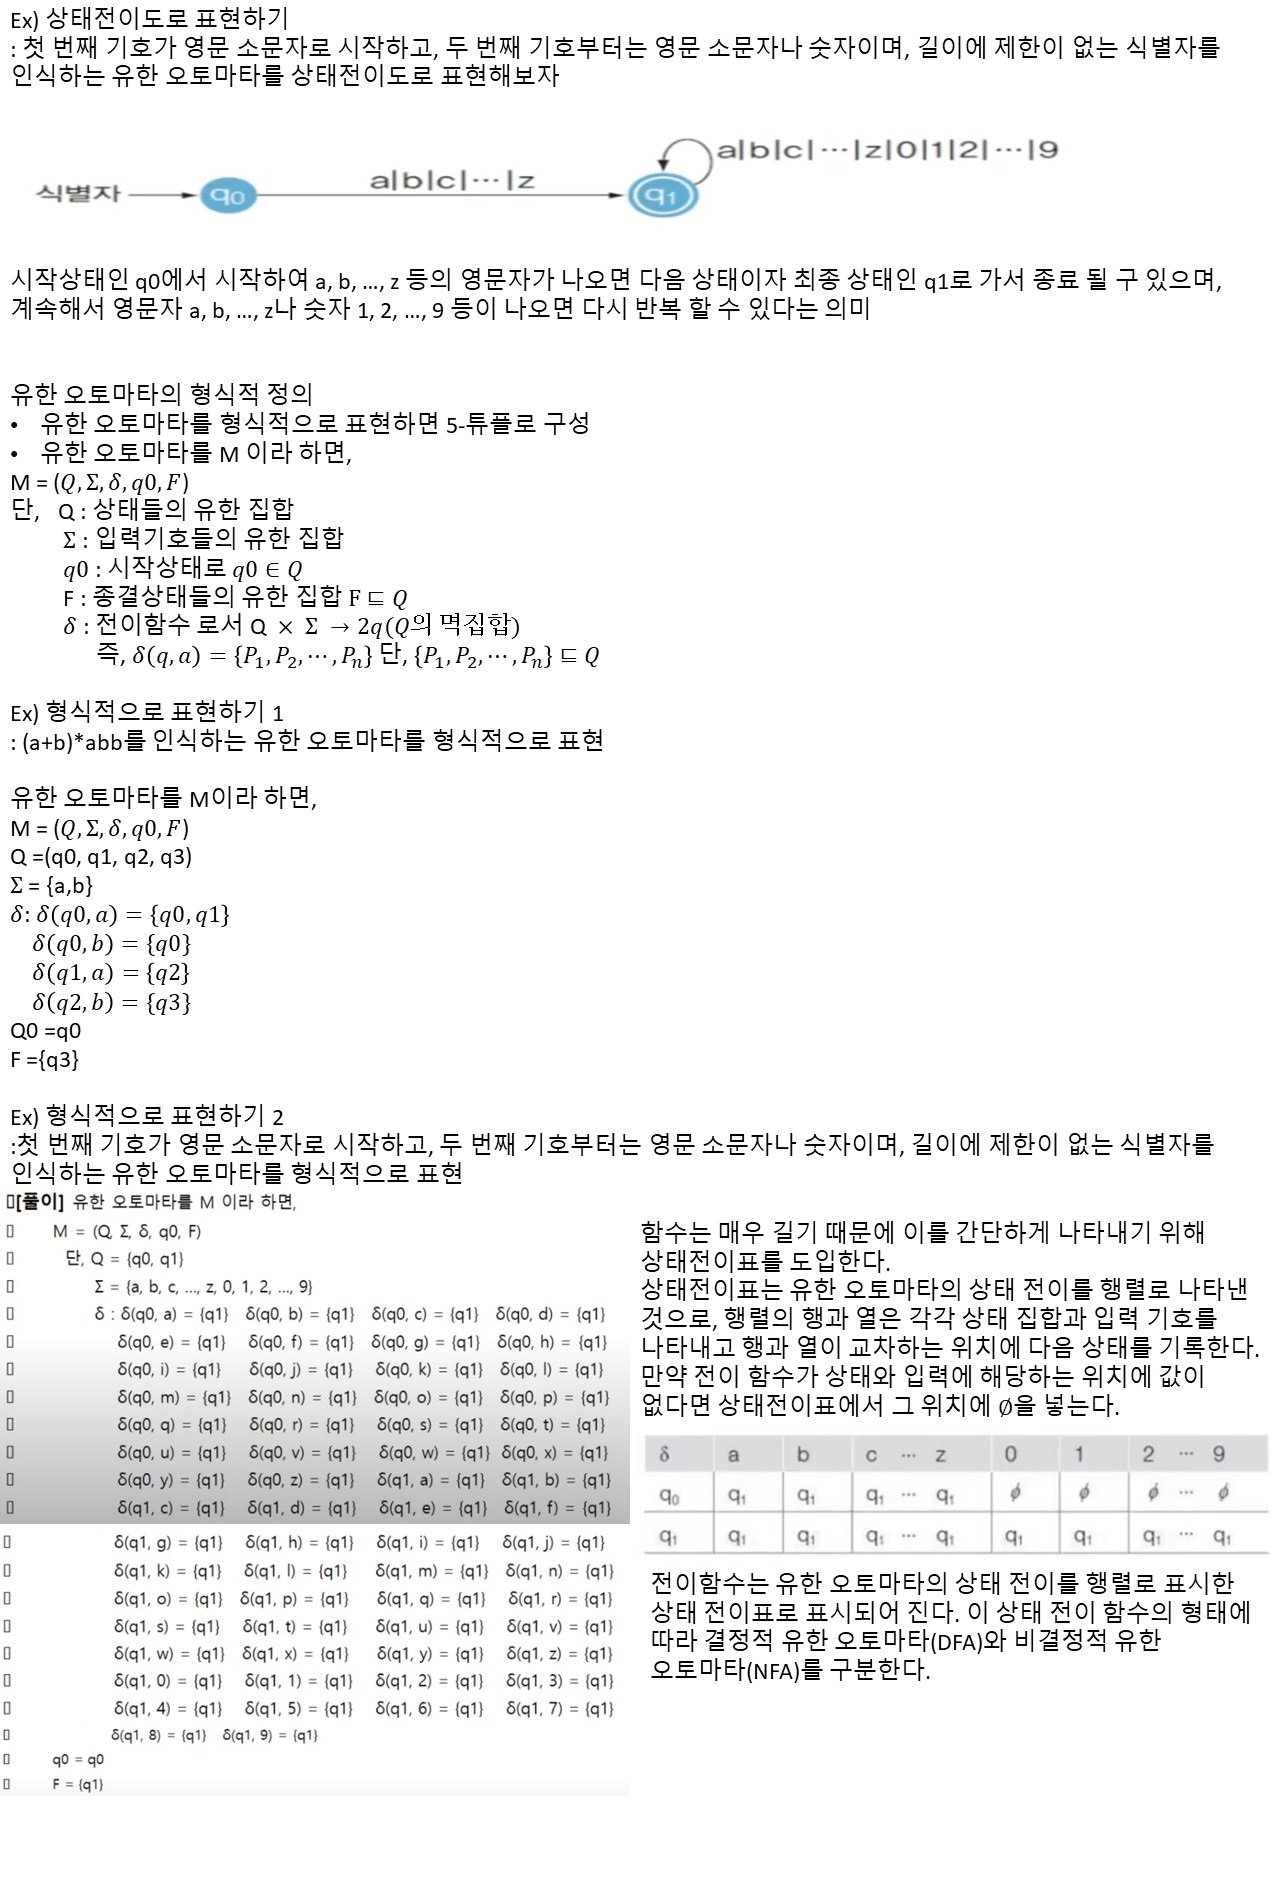 Ex) 상태전이도로 표현하기
: 첫 번째 기호가 영문 소문자로 시작하고, 두 번째 기호부터는 영문 소문자나 숫자이며, 길이에 제한이 없는 식별자를
인식하는 유한 오토마타를 상태전이도로 표현해보자
a|b|c|⋯|z|0|1|2|⋯|9
식별자 q₀ a|b|c|⋯|z q₁
시작상태인 q0에서 시작하여 a, b, …, z 등의 영문자가 나오면 다음 상태이자 최종 상태인 q1로 가서 종료 될 구 있으며,
계속해서 영문자 a, b, …, z나 숫자 1, 2, …, 9 등이 나오면 다시 반복 할 수 있다는 의미
유한 오토마타의 형식적 정의
• 유한 오토마타를 형식적으로 표현하면 5-튜플로 구성
• 유한 오토마타를 M 이라 하면,
M = (Q, Σ, δ, q0, F)
단, Q : 상태들의 유한 집합
Σ : 입력기호들의 유한 집합
q0 : 시작상태로 q0 ∈ Q
F : 종결상태들의 유한 집합 F ⊑ Q
δ : 전이함수 로서 Q × Σ → 2q(Q의 멱집합)
즉, δ(q, a) = {P₁, P₂, ⋯ , Pₙ} 단, {P₁, P₂, ⋯ , Pₙ} ⊑ Q
Ex) 형식적으로 표현하기 1
: (a+b)*abb를 인식하는 유한 오토마타를 형식적으로 표현
유한 오토마타를 M이라 하면,
M = (Q, Σ, δ, q0, F)
Q =(q0, q1, q2, q3)
Σ = {a,b}
δ: δ(q0, a) = {q0, q1}
δ(q0, b) = {q0}
δ(q1, a) = {q2}
δ(q2, b) = {q3}
Q0 =q0
F ={q3}
Ex) 형식적으로 표현하기 2
:첫 번째 기호가 영문 소문자로 시작하고, 두 번째 기호부터는 영문 소문자나 숫자이며, 길이에 제한이 없는 식별자를
인식하는 유한 오토마타를 형식적으로 표현
[풀이] 유한 오토마타를 M 이라 하면,
M = (Q, Σ, δ, q0, F)
단, Q = {q0, q1}
Σ = {a, b, c, …, z, 0, 1, 2, …, 9}
δ : δ(q0, a) = {q1} δ(q0, b) = {q1} δ(q0, c) = {q1} δ(q0, d) = {q1}
δ(q0, e) = {q1} δ(q0, f) = {q1} δ(q0, g) = {q1} δ(q0, h) = {q1}
δ(q0, i) = {q1} δ(q0, j) = {q1} δ(q0, k) = {q1} δ(q0, l) = {q1}
δ(q0, m) = {q1} δ(q0, n) = {q1} δ(q0, o) = {q1} δ(q0, p) = {q1}
δ(q0, q) = {q1} δ(q0, r) = {q1} δ(q0, s) = {q1} δ(q0, t) = {q1}
δ(q0, u) = {q1} δ(q0, v) = {q1} δ(q0, w) = {q1} δ(q0, x) = {q1}
δ(q0, y) = {q1} δ(q0, z) = {q1} δ(q1, a) = {q1} δ(q1, b) = {q1}
δ(q1, c) = {q1} δ(q1, d) = {q1} δ(q1, e) = {q1} δ(q1, f) = {q1}
δ(q1, g) = {q1} δ(q1, h) = {q1} δ(q1, i) = {q1} δ(q1, j) = {q1}
δ(q1, k) = {q1} δ(q1, l) = {q1} δ(q1, m) = {q1} δ(q1, n) = {q1}
δ(q1, o) = {q1} δ(q1, p) = {q1} δ(q1, q) = {q1} δ(q1, r) = {q1}
δ(q1, s) = {q1} δ(q1, t) = {q1} δ(q1, u) = {q1} δ(q1, v) = {q1}
δ(q1, w) = {q1} δ(q1, x) = {q1} δ(q1, y) = {q1} δ(q1, z) = {q1}
δ(q1, 0) = {q1} δ(q1, 1) = {q1} δ(q1, 2) = {q1} δ(q1, 3) = {q1}
δ(q1, 4) = {q1} δ(q1, 5) = {q1} δ(q1, 6) = {q1} δ(q1, 7) = {q1}
δ(q1, 8) = {q1} δ(q1, 9) = {q1}
q0 = q0
F = {q1}
함수는 매우 길기 때문에 이를 간단하게 나타내기 위해
상태전이표를 도입한다.
상태전이표는 유한 오토마타의 상태 전이를 행렬로 나타낸
것으로, 행렬의 행과 열은 각각 상태 집합과 입력 기호를
나타내고 행과 열이 교차하는 위치에 다음 상태를 기록한다.
만약 전이 함수가 상태와 입력에 해당하는 위치에 값이
없다면 상태전이표에서 그 위치에 ∅을 넣는다.
δ a b c ⋯ z 0 1 2 ⋯ 9
q₀ q₁ q₁ q₁ ⋯ q₁ ϕ ϕ ϕ ⋯ ϕ
q₁ q₁ q₁ q₁ ⋯ q₁ q₁ q₁ q₁ ⋯ q₁
전이함수는 유한 오토마타의 상태 전이를 행렬로 표시한
상태 전이표로 표시되어 진다. 이 상태 전이 함수의 형태에
따라 결정적 유한 오토마타(DFA)와 비결정적 유한
오토마타(NFA)를 구분한다.